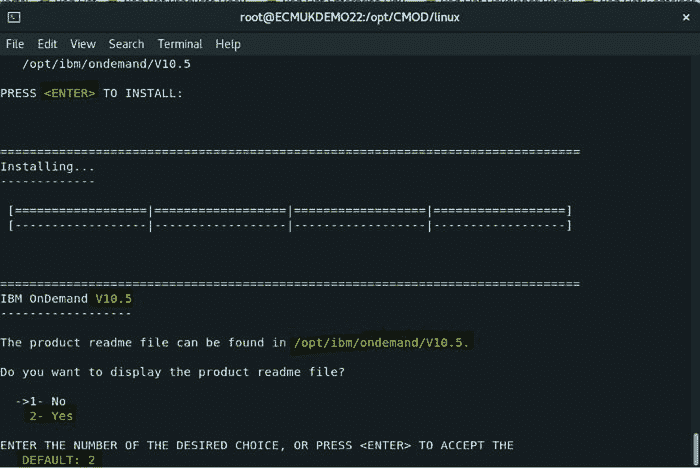 root@ECMUKDEMO22:/opt/CMOD/linux
File Edit View Search Terminal Help
/opt/ibm/ondemand/V10.5
PRESS <ENTER> TO INSTALL:
=============================================================================
Installing...
-------------
[==================|==================|==================|==================]
[------------------|------------------|------------------|------------------]
=============================================================================
IBM OnDemand V10.5
------------------
The product readme file can be found in /opt/ibm/ondemand/V10.5.
Do you want to display the product readme file?
->1- No
2- Yes
ENTER THE NUMBER OF THE DESIRED CHOICE, OR PRESS <ENTER> TO ACCEPT THE
DEFAULT: 2